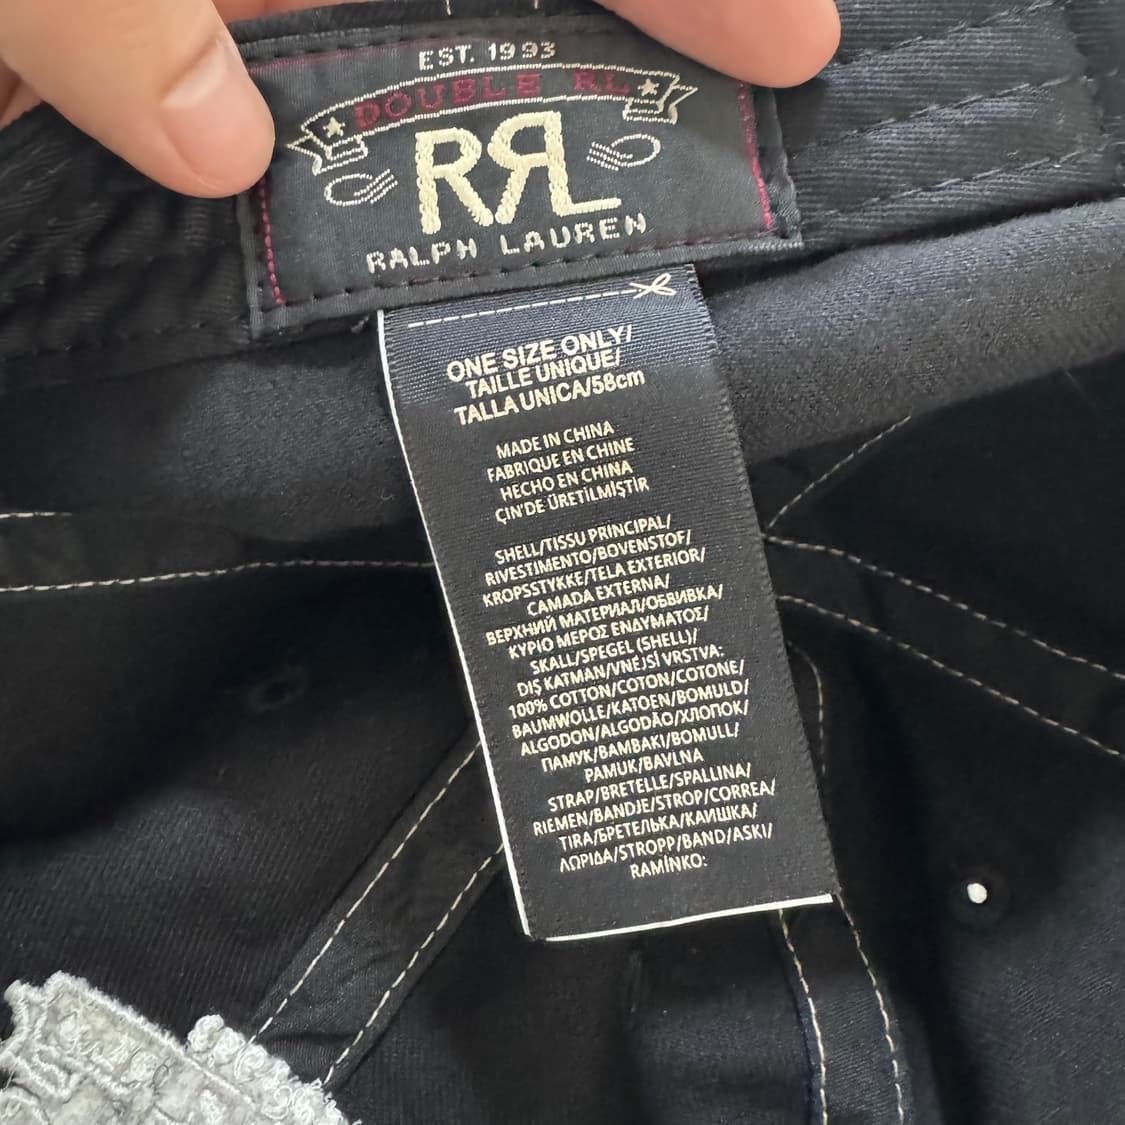 EST. 1993
DOUBLE RL
RRL
RALPH LAUREN
ONE SIZE ONLY/
TAILLE UNIQUE/
TALLA UNICA/58cm
MADE IN CHINA
FABRIQUE EN CHINE
HECHO EN CHINA
ÇIN'DE ÜRETILMIŞTIR
SHELL/TISSU PRINCIPAL/
RIVESTIMENTO/BOVENSTOF/
KROPSSTYKKE/TELA EXTERIOR/
CAMADA EXTERNA/
ВЕРХНИЙ МАТЕРИАЛ/ОБВИВКА/
ΚΥΡΙΟ ΜΕΡΟΣ ΕΝΔΥΜΑΤΟΣ/
SKALL/SPEGEL (SHELL)/
DIŞ KATMAN/VNĖJSÍ VRSTVA:
100% COTTON/COTON/COTONE/
BAUMWOLLE/KATOEN/BOMULD/
ALGODON/ALGODÃO/ХЛОПОК/
ПАМУК/BAMBAKI/BOMULL/
PAMUK/BAVLNA
STRAP/BRETELLE/SPALLINA/
RIEMEN/BANDJE/STROP/CORREA/
TIRA/БРЕТЕЛЬКА/КАИШКА/
ΛΩΡΙΔΑ/STROPP/BAND/ASKI/
RAMÍNKO: